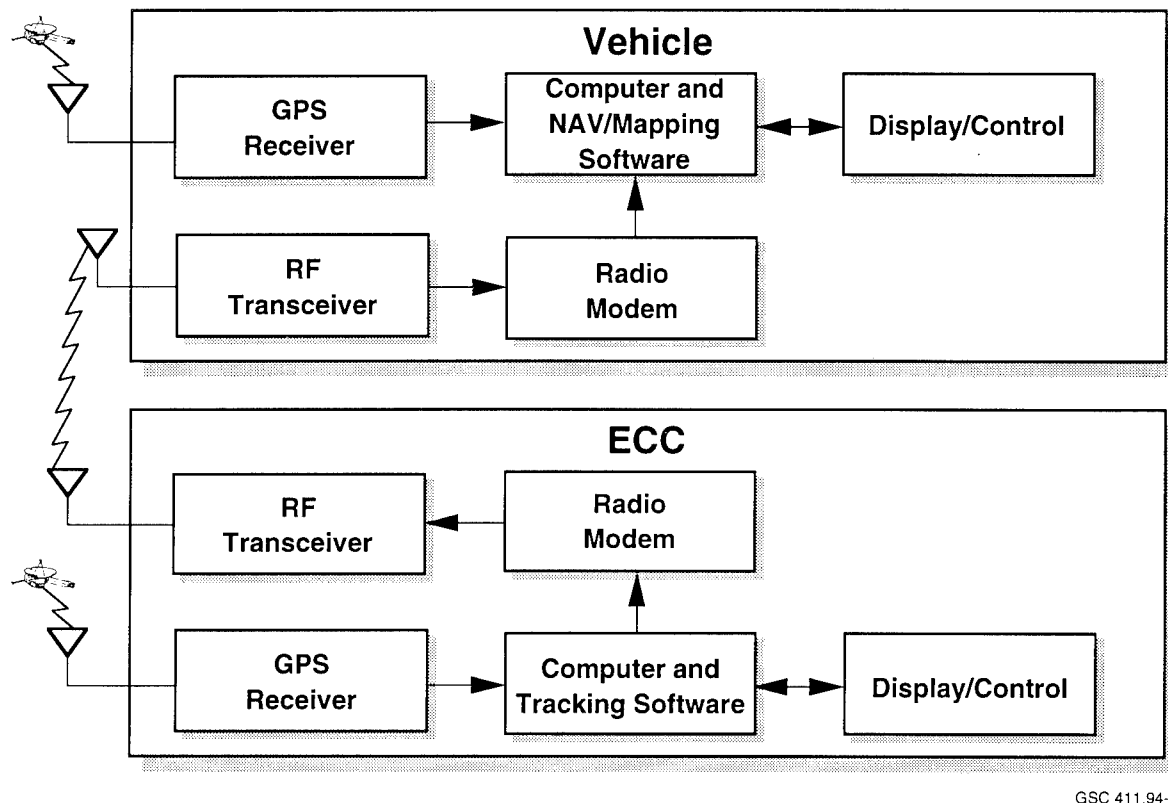 Vehicle
GPS
Receiver
Computer and
NAV/Mapping
Software
Display/Control
RF
Transceiver
Radio
Modem
ECC
RF
Transceiver
Radio
Modem
GPS
Receiver
Computer and
Tracking Software
Display/Control
GSC 411.94-